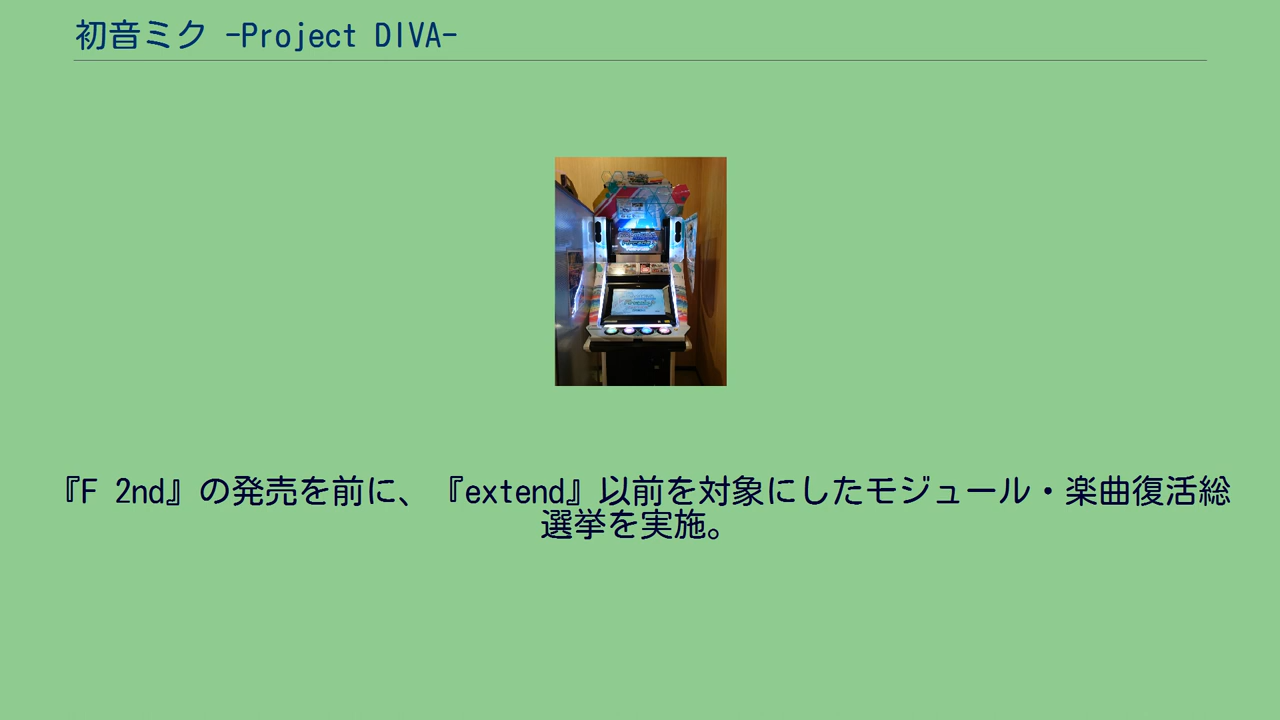 初音ミク -Project DIVA-
『F 2nd』の発売を前に、『extend』以前を対象にしたモジュール・楽曲復活総
選挙を実施。